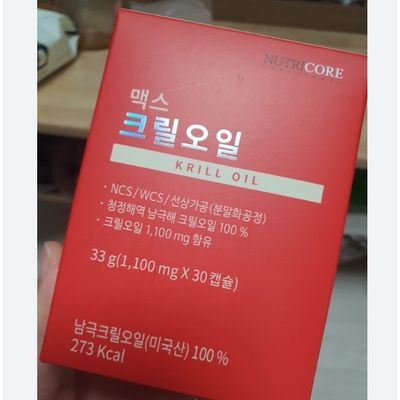 NUTRICORE
맥스
크릴오일
KRILL OIL
· NCS / WCS / 선상가공(분말화공정)
· 청정해역 남극해 크릴오일 100 %
· 크릴오일 1,100 mg 함유
33 g(1,100 mg X 30 캡슐)
남극크릴오일(미국산) 100 %
273 Kcal